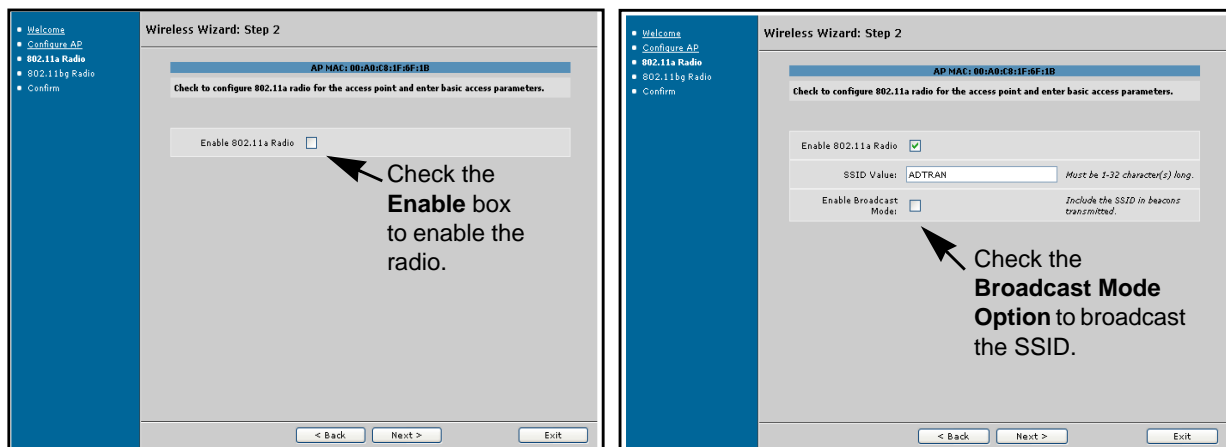 Welcome
Configure AP
802.11a Radio
802.11bg Radio
Confirm
Wireless Wizard: Step 2
AP MAC: 00:A0:C8:1F:6F:1B
Check to configure 802.11a radio for the access point and enter basic access parameters.
Enable 802.11a Radio
Check the
Enable box
to enable the
radio.
< Back
Next >
Exit
Welcome
Configure AP
802.11a Radio
802.11bg Radio
Confirm
Wireless Wizard: Step 2
AP MAC: 00:A0:C8:1F:6F:1B
Check to configure 802.11a radio for the access point and enter basic access parameters.
Enable 802.11a Radio
SSID Value: ADTRAN Must be 1-32 character(s) long.
Enable Broadcast
Mode:
Include the SSID in beacons
transmitted.
Check the
Broadcast Mode
Option to broadcast
the SSID.
< Back
Next >
Exit